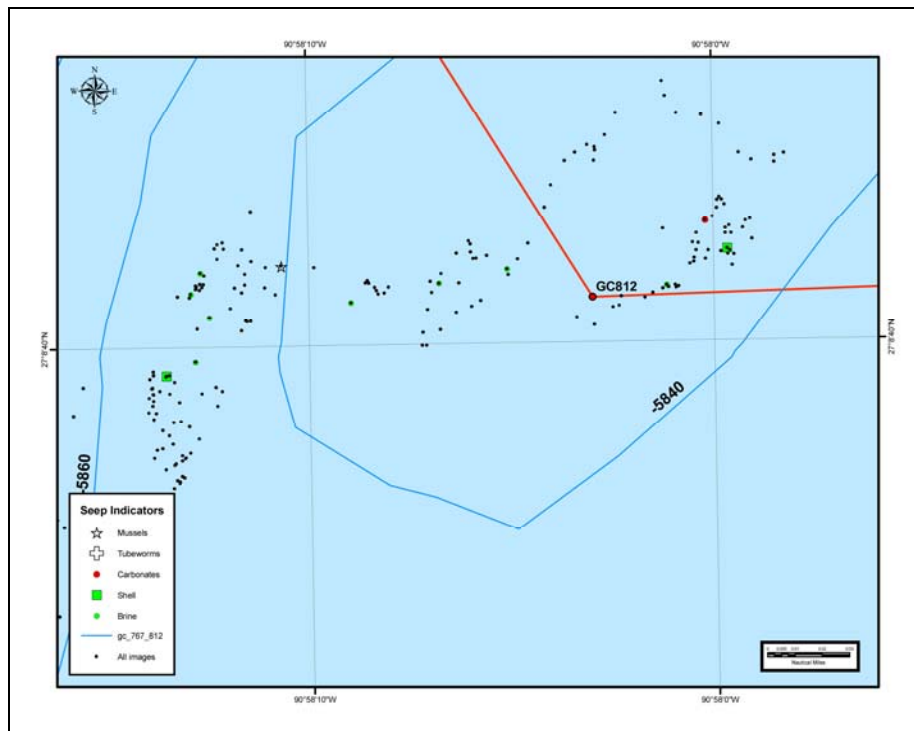 90°58'10"W
90°58'0"W
N
W E
S
GC812
27°8'40"N
27°8'40"N
-5840
-5860
Seep Indicators
Mussels
Tubeworms
Carbonates
Shell
Brine
gc_767_812
All images
Nautical Miles
90°58'10"W
90°58'0"W